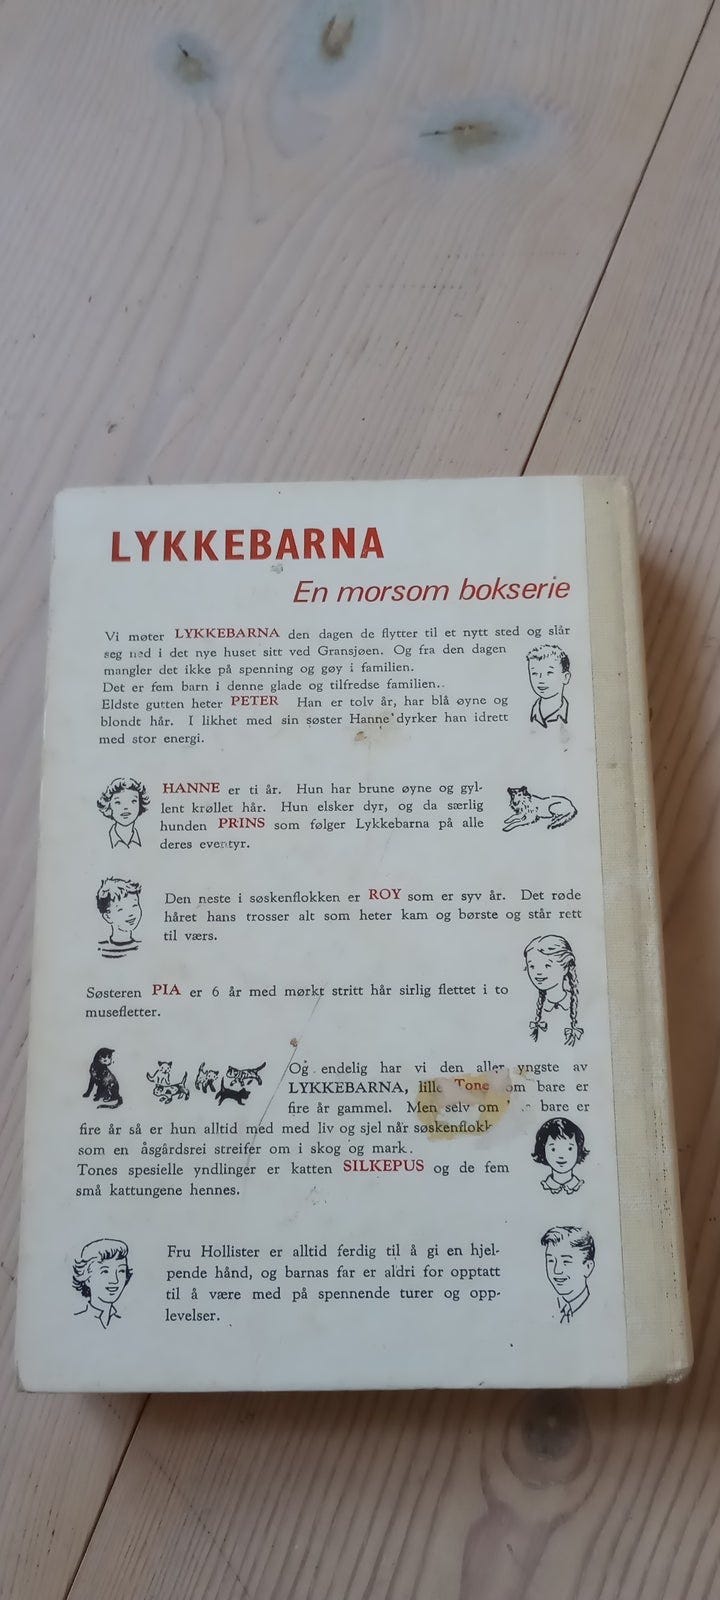 LYKKEBARNA
En morsom bokserie
Vi møter LYKKEBARNA den dagen de flytter til et nytt sted og slår
seg ned i det nye huset sitt ved Gransjøen. Og fra den dagen
mangler det ikke på spenning og gøy i familien.
Det er fem barn i denne glade og tilfredse familien..
Eldste gutten heter PETER Han er tolv år, har blå øyne og
blondt hår. I likhet med sin søster Hanne dyrker han idrett
med stor energi.
HANNE er ti år. Hun har brune øyne og gyl-
lent krøllet hår. Hun elsker dyr, og da særlig
hunden PRINS som følger Lykkebarna på alle
deres eventyr.
Den neste i søskenflokken er ROY som er syv år. Det røde
håret hans trosser alt som heter kam og børste og står rett
til værs.
Søsteren PIA er 6 år med mørkt stritt hår sirlig flettet i to
musefletter.
Og endelig har vi den aller yngste av
LYKKEBARNA, lille Tone om bare er
fire år gammel. Men selv om bare er
fire år så er hun alltid med med liv og sjel når søskenflokk
som en åsgårdsrei streifer om i skog og mark.
Tones spesielle yndlinger er katten SILKEPUS og de fem
små kattungene hennes.
Fru Hollister er alltid ferdig til å gi en hjel-
pende hånd, og barnas far er aldri for opptatt
til å være med på spennende turer og opp-
levelser.